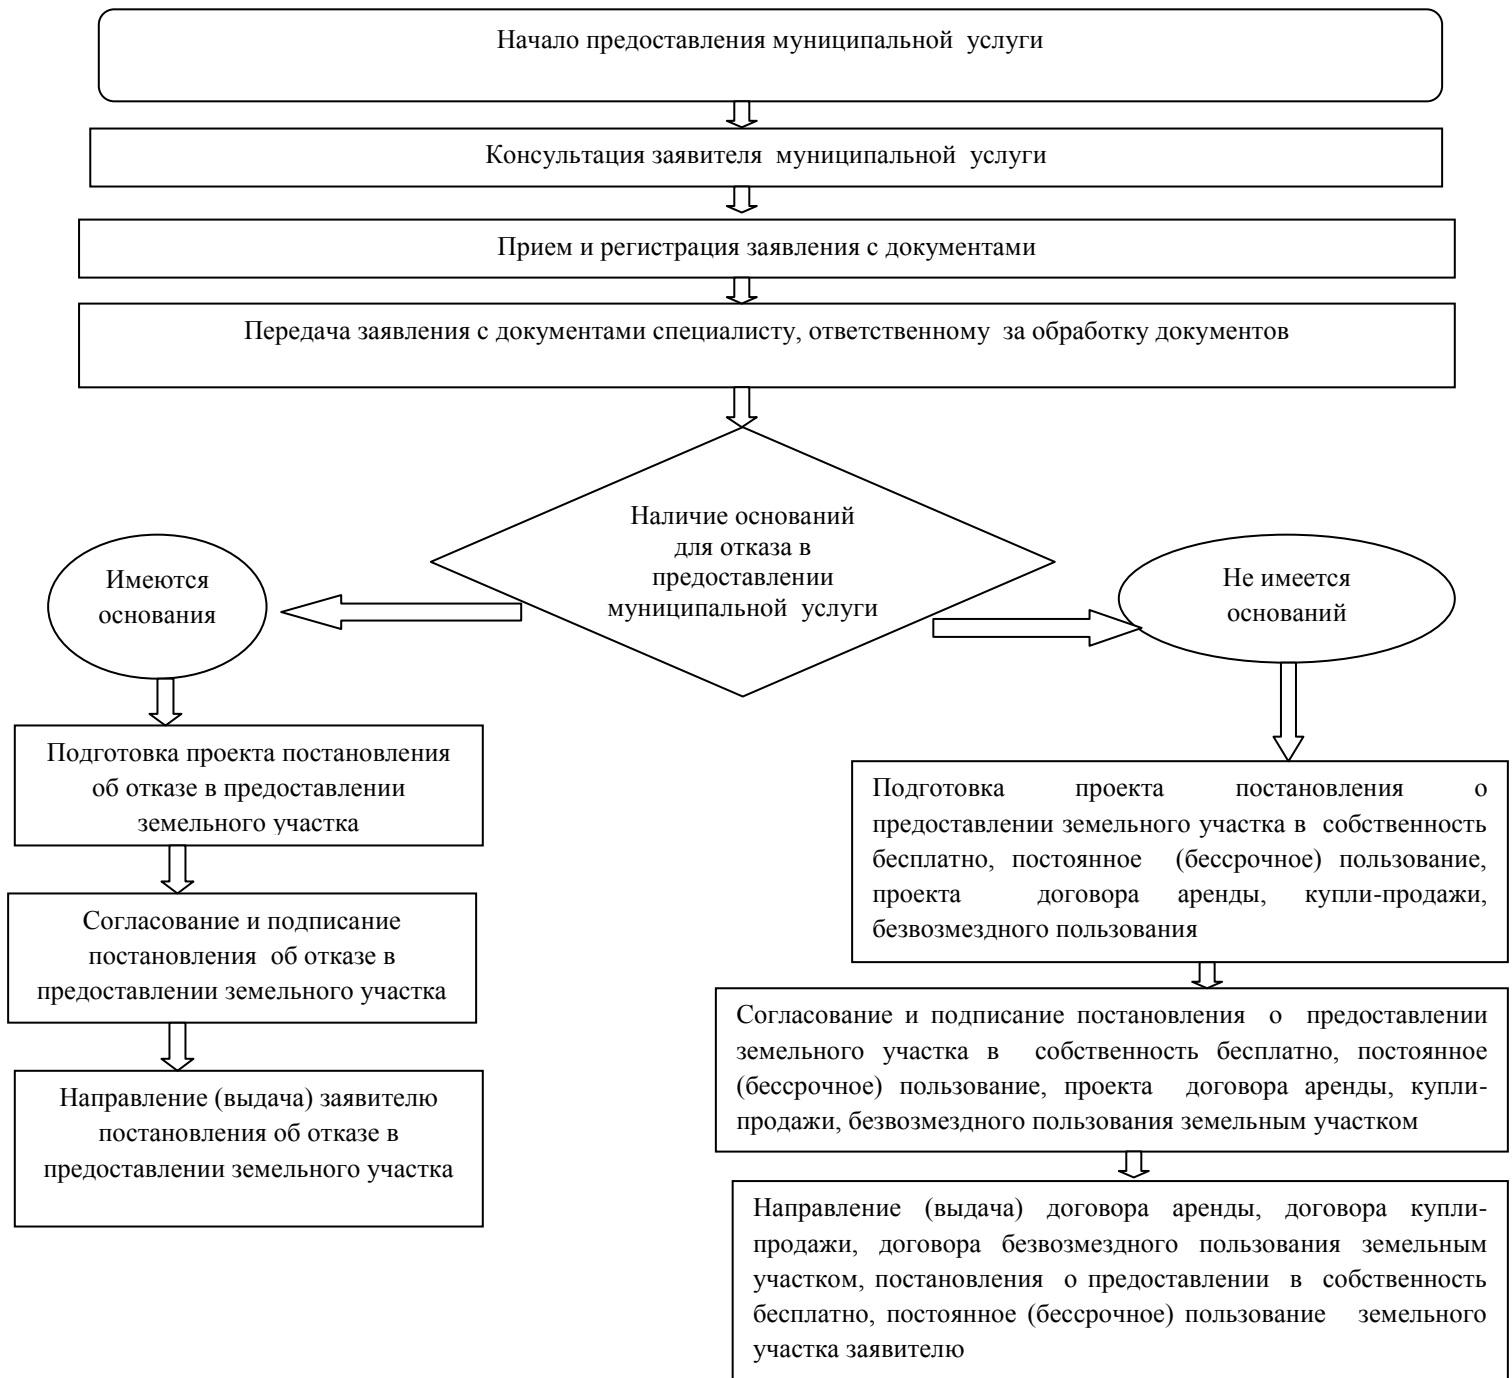 Начало предоставления муниципальной услуги
Консультация заявителя муниципальной услуги
Прием и регистрация заявления с документами
Передача заявления с документами специалисту, ответственному за обработку документов
Наличие оснований
для отказа в
предоставлении
муниципальной услуги
Имеются
основания
Не имеется
оснований
Подготовка проекта постановления
об отказе в предоставлении
земельного участка
Согласование и подписание
постановления об отказе в
предоставлении земельного участка
Направление (выдача) заявителю
постановления об отказе в
предоставлении земельного участка
Подготовка проекта постановления о
предоставлении земельного участка в собственность
бесплатно, постоянное (бессрочное) пользование,
проекта договора аренды, купли-продажи,
безвозмездного пользования
Согласование и подписание постановления о предоставлении
земельного участка в собственность бесплатно, постоянное
(бессрочное) пользование, проекта договора аренды, купли-
продажи, безвозмездного пользования земельным участком
Направление (выдача) договора аренды, договора купли-
продажи, договора безвозмездного пользования земельным
участком, постановления о предоставлении в собственность
бесплатно, постоянное (бессрочное) пользование земельного
участка заявителю